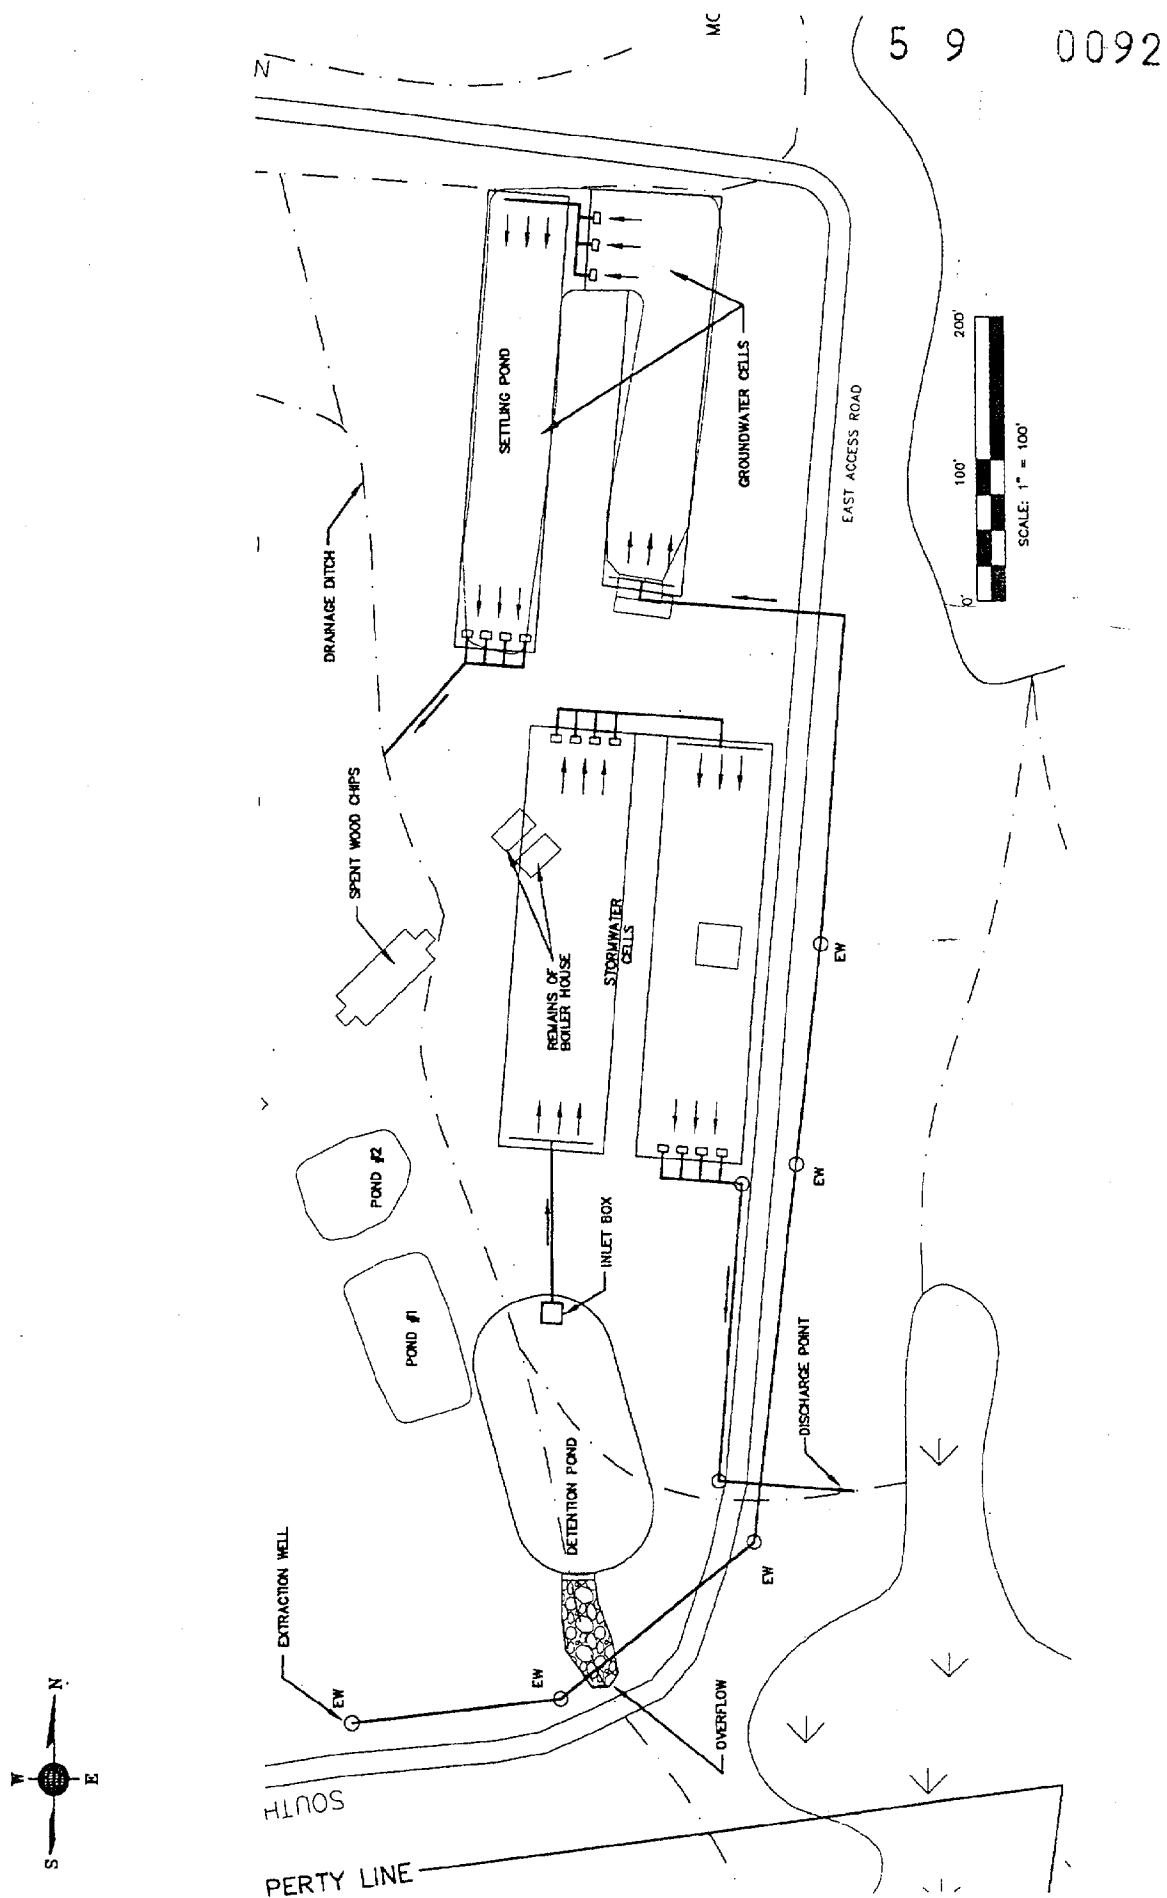 5 9 0092
N
MC
SETTLING POND
GROUNDWATER CELLS
EAST ACCESS ROAD
0'
100'
200'
SCALE: 1" = 100'
DRAINAGE DITCH
SPENT WOOD CHIPS
REMAINS OF
BOILER HOUSE
STORMWATER
CELLS
EW
EW
POND #2
POND #1
INLET BOX
DISCHARGE POINT
DETENTION POND
EW
EXTRACTION WELL
EW
EW
OVERFLOW
SOUTH
PERTY LINE
N
W
E
S